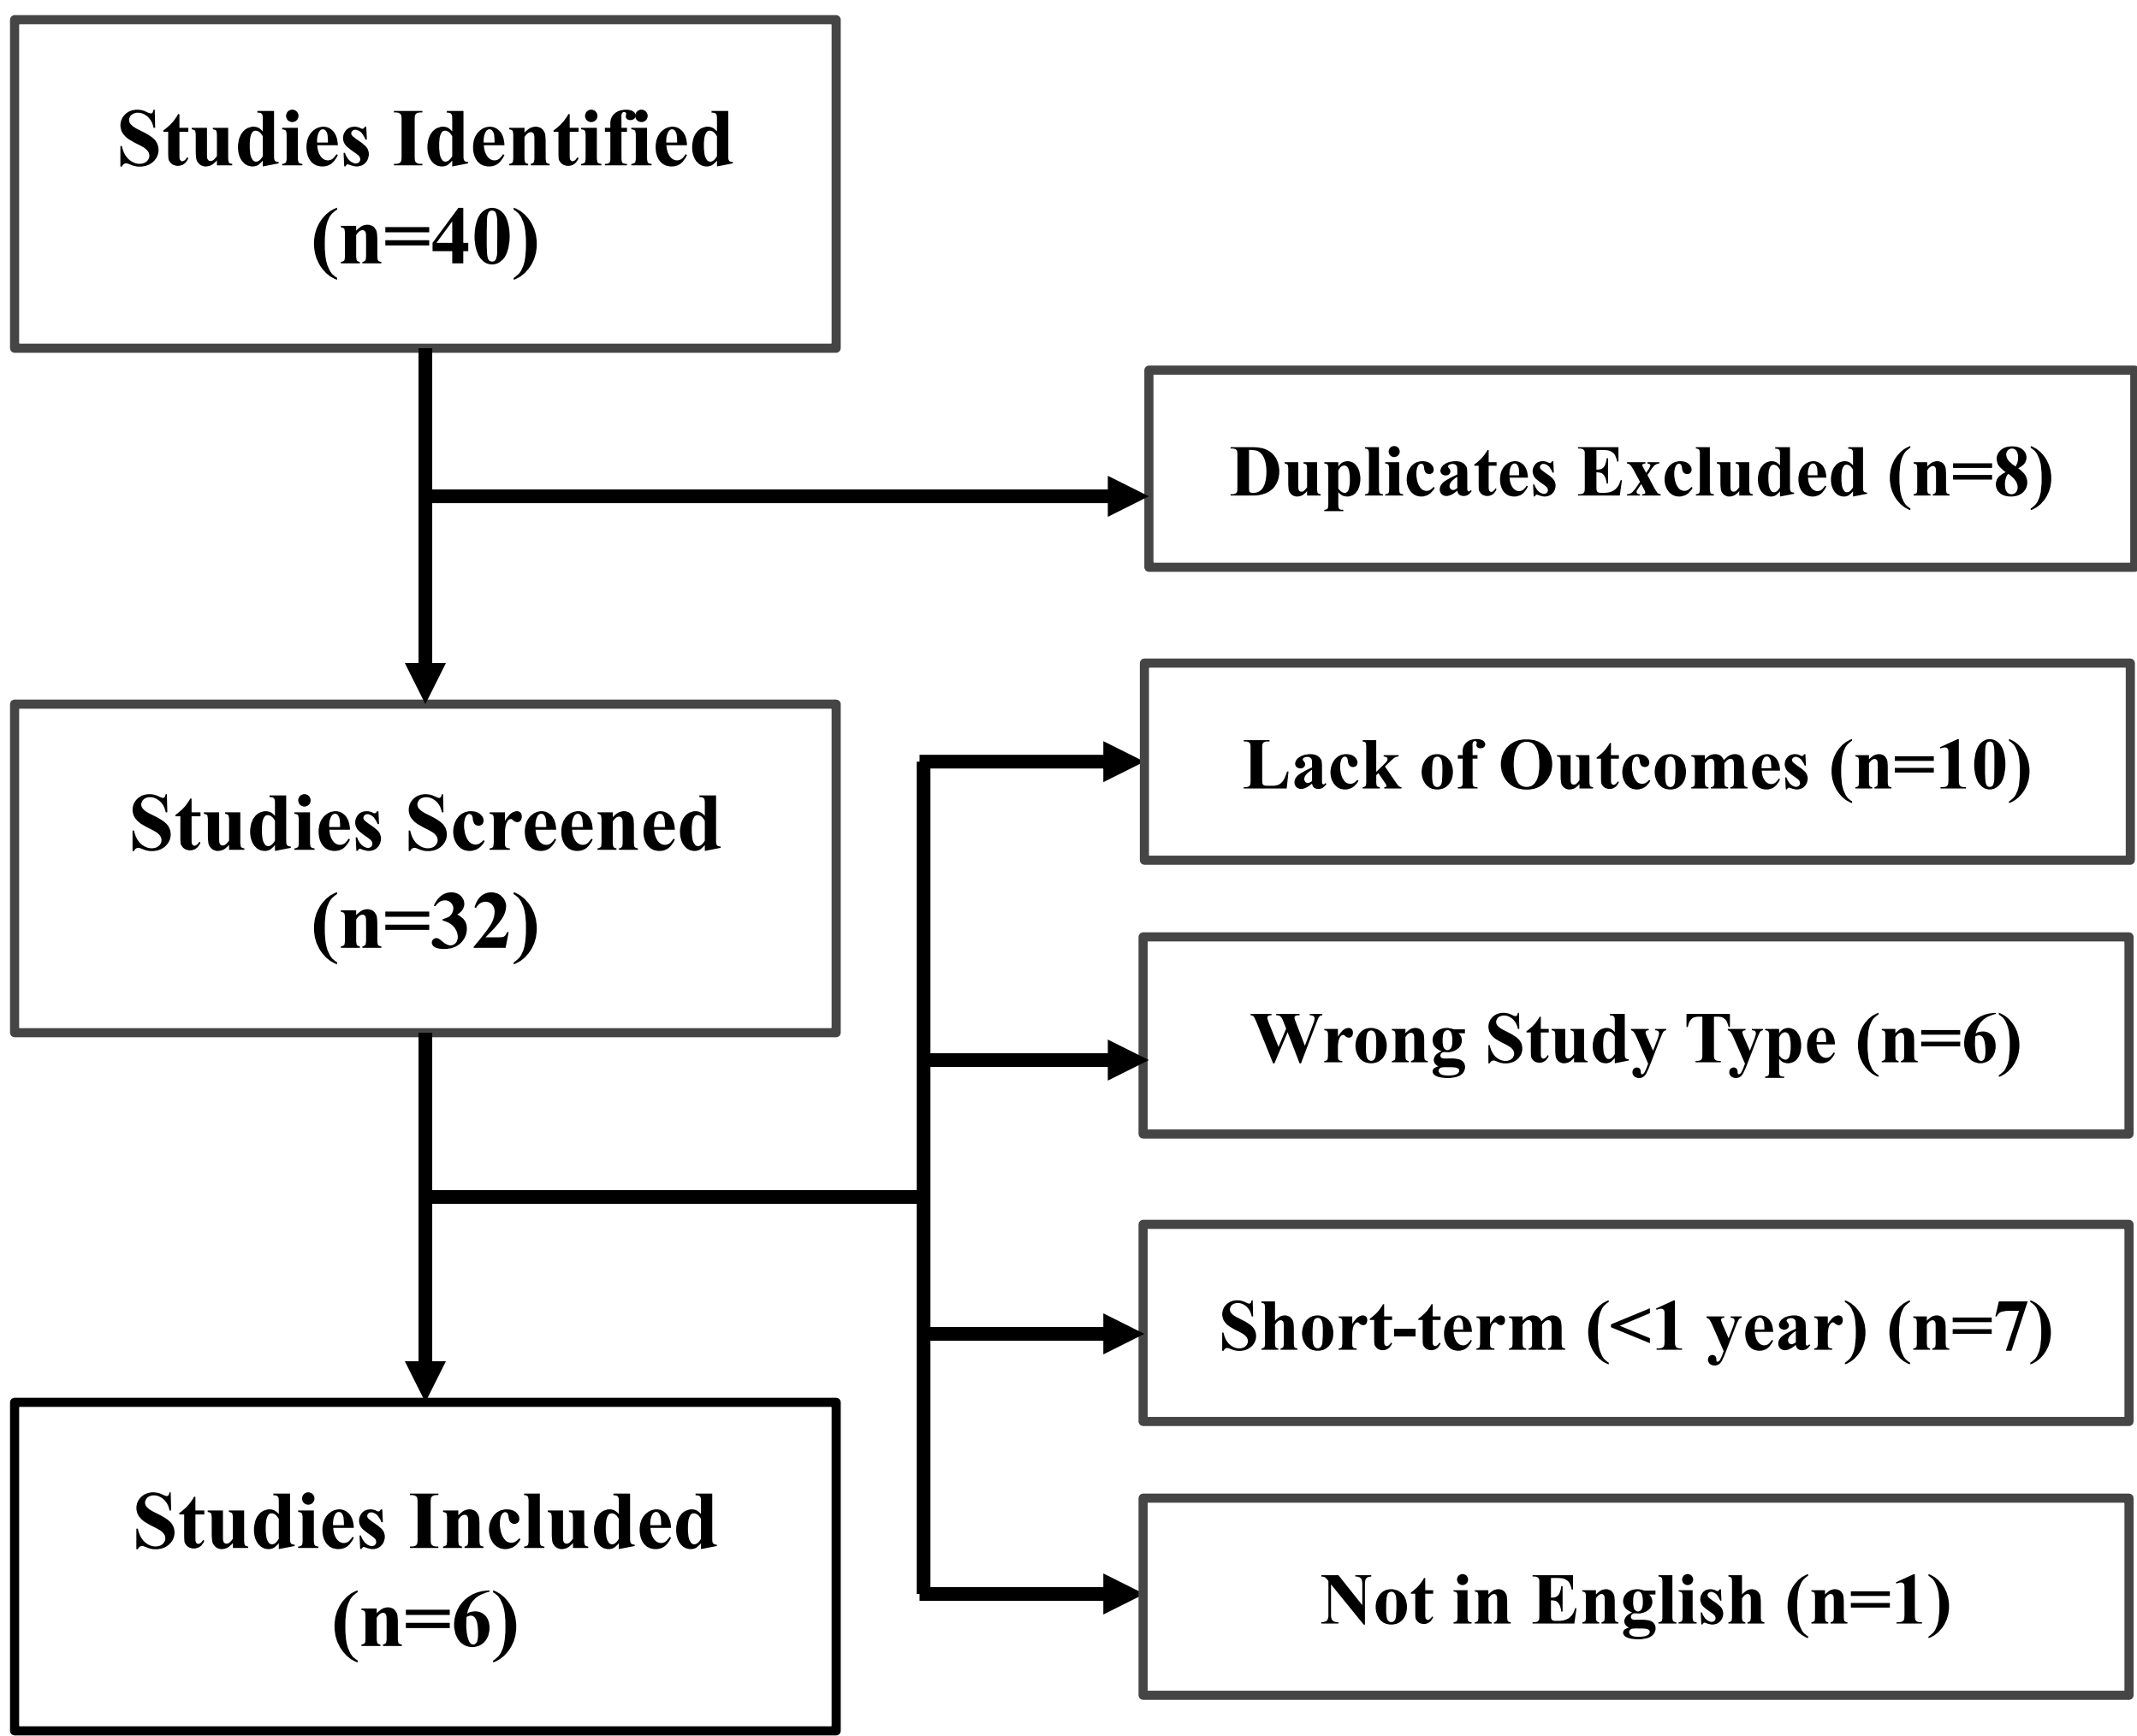 Studies Identified
(n=40)
Duplicates Excluded (n=8)
Studies Screened
(n=32)
Lack of Outcomes (n=10)
Wrong Study Type (n=6)
Short-term (<1 year) (n=7)
Not in English (n=1)
Studies Included
(n=6)